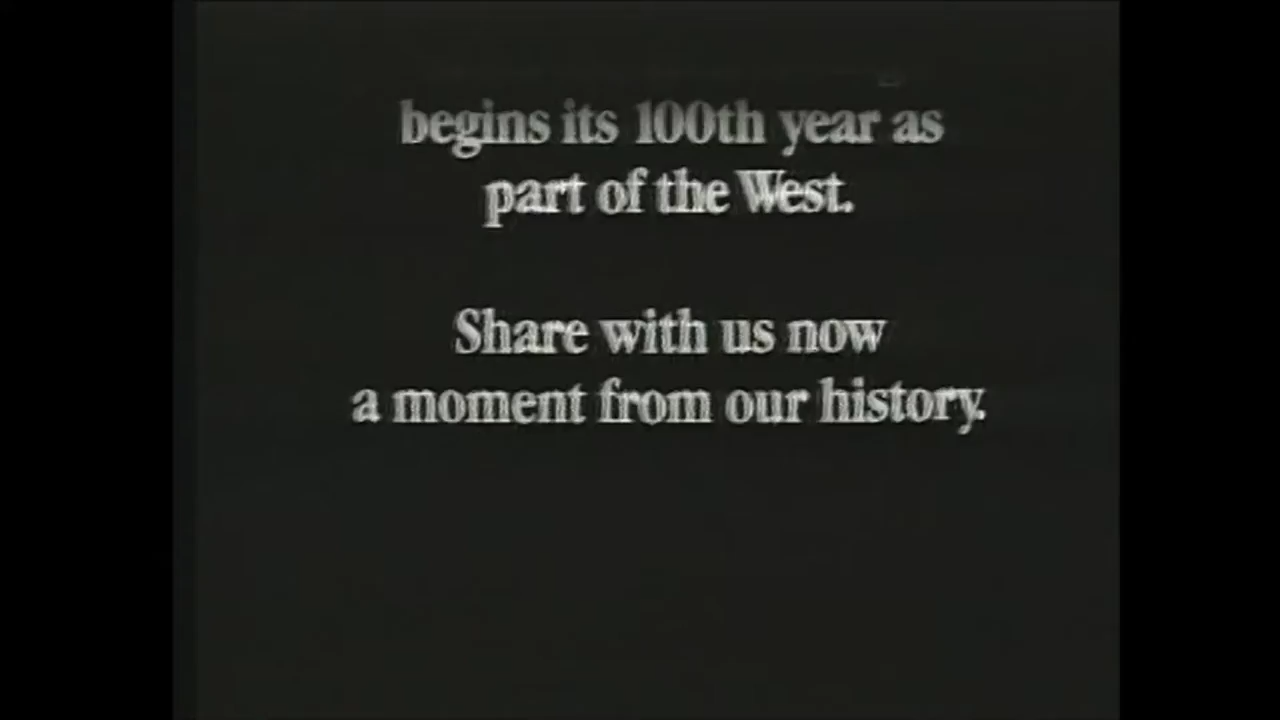 begins its 100th year as
part of the West.
Share with us now
a moment from our history.